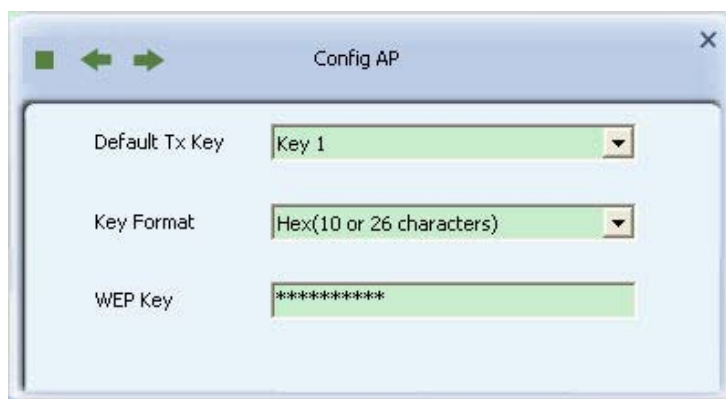 Config AP
Default Tx Key Key 1
Key Format Hex(10 or 26 characters)
WEP Key **********